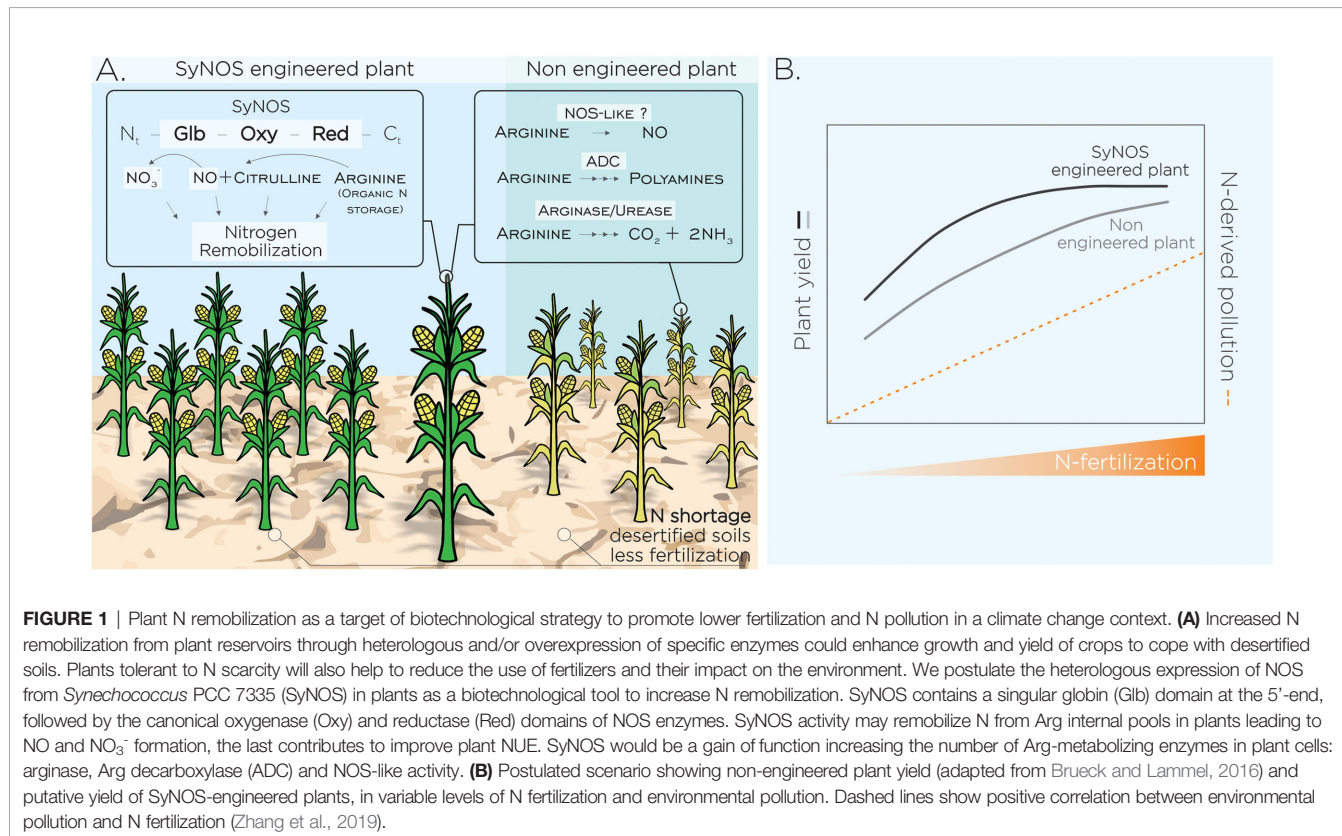 A.
SyNOS engineered plant
Non engineered plant
SyNOS
Nt – Glb – Oxy – Red – Ct
NO3- NO+CITRULLINE ARGININE
(ORGANIC N
STORAGE)
Nitrogen
Remobilization
NOS-LIKE ?
ARGININE → NO
ADC
ARGININE →→→ POLYAMINES
ARGINASE/UREASE
ARGININE →→→ CO2 + 2NH3
N shortage
desertified soils
less fertilization
B.
Plant yield
SyNOS
engineered plant
Non
engineered plant
N-derived pollution
N-fertilization
FIGURE 1 | Plant N remobilization as a target of biotechnological strategy to promote lower fertilization and N pollution in a climate change context. (A) Increased N
remobilization from plant reservoirs through heterologous and/or overexpression of specific enzymes could enhance growth and yield of crops to cope with desertified
soils. Plants tolerant to N scarcity will also help to reduce the use of fertilizers and their impact on the environment. We postulate the heterologous expression of NOS
from Synechococcus PCC 7335 (SyNOS) in plants as a biotechnological tool to increase N remobilization. SyNOS contains a singular globin (Glb) domain at the 5'-end,
followed by the canonical oxygenase (Oxy) and reductase (Red) domains of NOS enzymes. SyNOS activity may remobilize N from Arg internal pools in plants leading to
NO and NO3- formation, the last contributes to improve plant NUE. SyNOS would be a gain of function increasing the number of Arg-metabolizing enzymes in plant cells:
arginase, Arg decarboxylase (ADC) and NOS-like activity. (B) Postulated scenario showing non-engineered plant yield (adapted from Brueck and Lammel, 2016) and
putative yield of SyNOS-engineered plants, in variable levels of N fertilization and environmental pollution. Dashed lines show positive correlation between environmental
pollution and N fertilization (Zhang et al., 2019).